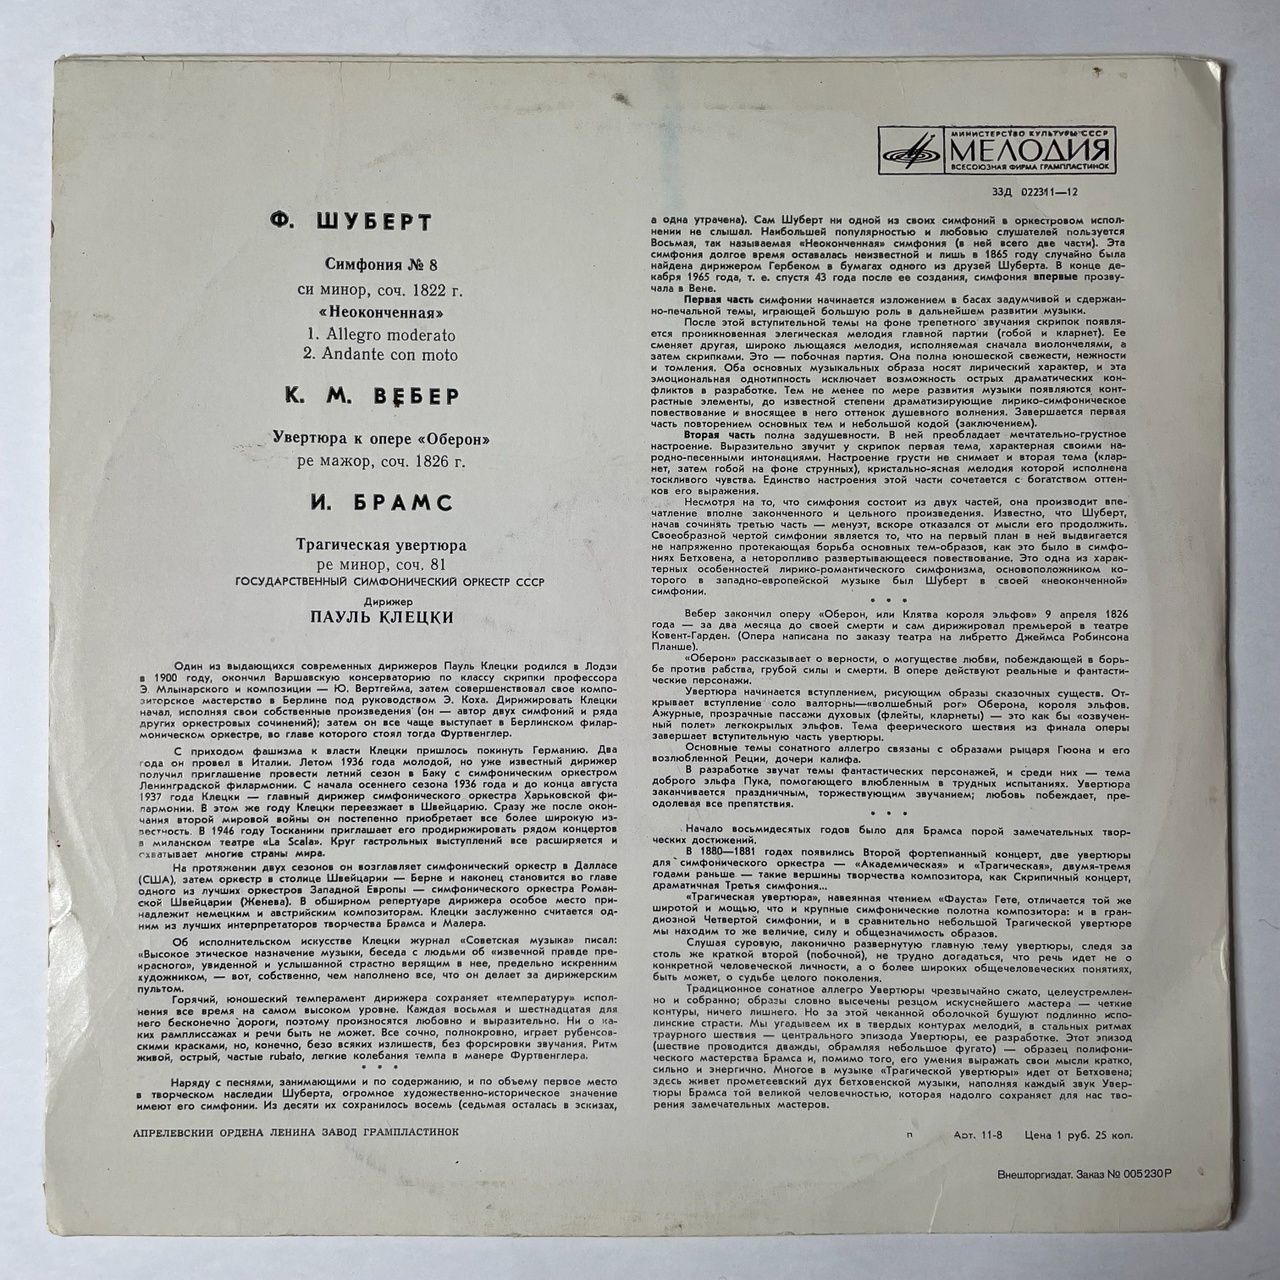 МИНИСТЕРСТВО КУЛЬТУРЫ СССР
МЕЛОДИЯ
ВСЕСОЮЗНАЯ ФИРМА ГРАМПЛАСТИНОК
33Д 022311—12
Ф. ШУБЕРТ
Симфония № 8
си минор, соч. 1822 г.
«Неоконченная»
1. Allegro moderato
2. Andante con moto
К. М. ВЕБЕР
Увертюра к опере «Оберон»
ре мажор, соч. 1826 г.
И. БРАМС
Трагическая увертюра
ре минор, соч. 81
ГОСУДАРСТВЕННЫЙ СИМФОНИЧЕСКИЙ ОРКЕСТР СССР
Дирижер
ПАУЛЬ КЛЕЦКИ
Один из выдающихся современных дирижеров Пауль Клецки родился в Лодзи
в 1900 году, окончил Варшавскую консерваторию по классу скрипки профессора
Э. Млынарского и композиции — Ю. Вертгейма, затем совершенствовал свое компо-
зиторское мастерство в Берлине под руководством Э. Коха. Дирижировать Клецки
начал, исполняя свои собственные произведения (он — автор двух симфоний и ряда
других оркестровых сочинений); затем он все чаще выступает в Берлинском филар-
моническом оркестре, во главе которого стоял тогда Фуртвенглер.
С приходом фашизма к власти Клецки пришлось покинуть Германию. Два
года он провел в Италии. Летом 1936 года молодой, но уже известный дирижер
получил приглашение провести летний сезон в Баку с симфоническим оркестром
Ленинградской филармонии. С начала осеннего сезона 1936 года и до конца августа
1937 года Клецки — главный дирижер симфонического оркестра Харьковской фи-
лармонии. В этом же году Клецки переезжает в Швейцарию. Сразу же после окон-
чания второй мировой войны он постепенно приобретает все более широкую из-
вестность. В 1946 году Тосканини приглашает его продирижировать рядом концертов
в миланском театре «La Scala». Круг гастрольных выступлений все расширяется и
охватывает многие страны мира.
На протяжении двух сезонов он возглавляет симфонический оркестр в Далласе
(США), затем оркестр в столице Швейцарии — Берне и наконец становится во главе
одного из лучших оркестров Западной Европы — симфонического оркестра Роман-
ской Швейцарии (Женева). В обширном репертуаре дирижера особое место при-
надлежит немецким и австрийским композиторам. Клецки заслуженно считается од-
ним из лучших интерпретаторов творчества Брамса и Малера.
Об исполнительском искусстве Клецки журнал «Советская музыка» писал:
«Высокое этическое назначение музыки, беседа с людьми об «извечной правде пре-
красного», увиденной и услышанной страстно верящим в нее, предельно искренним
художником, — вот, собственно, чем наполнено все, что он делает за дирижерским
пультом.
Горячий, юношеский темперамент дирижера сохраняет «температуру» испол-
нения все время на самом высоком уровне. Каждая восьмая и шестнадцатая для
него бесконечно дороги, поэтому произносятся любовно и выразительно. Ни о ка-
ких рамплиссажах и речи быть не может. Все сочно, полнокровно, играет рубенсов-
скими красками, но, конечно, безо всяких излишеств, без форсировки звучания. Ритм
живой, острый, частые rubato, легкие колебания темпа в манере Фуртвенглера.
* * *
Наряду с песнями, занимающими и по содержанию, и по объему первое место
в творческом наследии Шуберта, огромное художественно-историческое значение
имеют его симфонии. Из десяти их сохранилось восемь (седьмая осталась в эскизах,
а одна утрачена). Сам Шуберт ни одной из своих симфоний в оркестровом испол-
нении не слышал. Наибольшей популярностью и любовью слушателей пользуется
Восьмая, так называемая «Неоконченная» симфония (в ней всего две части). Эта
симфония долгое время оставалась неизвестной и лишь в 1865 году случайно была
найдена дирижером Гербеком в бумагах одного из друзей Шуберта. В конце де-
кабря 1965 года, т. е. спустя 43 года после ее создания, симфония впервые прозву-
чала в Вене.
Первая часть симфонии начинается изложением в басах задумчивой и сдержан-
но-печальной темы, играющей большую роль в дальнейшем развитии музыки.
После этой вступительной темы на фоне трепетного звучания скрипок появля-
ется проникновенная элегическая мелодия главной партии (гобой и кларнет). Ее
сменяет другая, широко льющаяся мелодия, исполняемая сначала виолончелями, а
затем скрипками. Это — побочная партия. Она полна юношеской свежести, нежности
и томления. Оба основных музыкальных образа носят лирический характер, и эта
эмоциональная однотипность исключает возможность острых драматических кон-
фликтов в разработке. Тем не менее по мере развития музыки появляются конт-
растные элементы, до известной степени драматизирующие лирико-симфоническое
повествование и вносящее в него оттенок душевного волнения. Завершается первая
часть повторением основных тем и небольшой кодой (заключением).
Вторая часть полна задушевности. В ней преобладает мечтательно-грустное
настроение. Выразительно звучит у скрипок первая тема, характерная своими на-
родно-песенными интонациями. Настроение грусти не снимает и вторая тема (клар-
нет, затем гобой на фоне струнных), кристально-ясная мелодия которой исполнена
тоскливого чувства. Единство настроения этой части сочетается с богатством оттен-
ков его выражения.
Несмотря на то, что симфония состоит из двух частей, она производит впе-
чатление вполне законченного и цельного произведения. Известно, что Шуберт,
начав сочинять третью часть — менуэт, вскоре отказался от мысли его продолжить.
Своеобразной чертой симфонии является то, что на первый план в ней выдвигается
не напряженно протекающая борьба основных тем-образов, как это было в симфо-
ниях Бетховена, а неторопливо развертывающееся повествование. Это одна из харак-
терных особенностей лирико-романтического симфонизма, основоположником ко-
торого в западно-европейской музыке был Шуберт в своей «неоконченной»
симфонии.
* * *
Вебер закончил оперу «Оберон, или Клятва короля эльфов» 9 апреля 1826
года — за два месяца до своей смерти и сам дирижировал премьерой в театре
Ковент-Гарден. (Опера написана по заказу театра на либретто Джеймса Робинсона
Планше).
«Оберон» рассказывает о верности, о могуществе любви, побеждающей в борь-
бе против рабства, грубой силы и смерти. В опере действуют реальные и фантасти-
ческие персонажи.
Увертюра начинается вступлением, рисующим образы сказочных существ. От-
крывает вступление соло валторны—«волшебный рог» Оберона, короля эльфов.
Ажурные, прозрачные пассажи духовых (флейты, кларнеты) — это как бы «озвучен-
ный полет» легкокрылых эльфов. Тема феерического шествия из финала оперы
завершает вступительную часть увертюры.
Основные темы сонатного аллегро связаны с образами рыцаря Гюона и его
возлюбленной Реции, дочери калифа.
В разработке звучат темы фантастических персонажей, и среди них — тема
доброго эльфа Пука, помогающего влюбленным в трудных испытаниях. Увертюра
заканчивается праздничным, торжествующим звучанием; любовь побеждает, пре-
одолевая все препятствия.
* * *
Начало восьмидесятых годов было для Брамса порой замечательных твор-
ческих достижений.
В 1880—1881 годах появились Второй фортепианный концерт, две увертюры
для симфонического оркестра — «Академическая» и «Трагическая», двумя-тремя
годами раньше — такие вершины творчества композитора, как Скрипичный концерт,
драматичная Третья симфония...
«Трагическая увертюра», навеянная чтением «Фауста» Гете, отличается той же
широтой и мощью, что и крупные симфонические полотна композитора: и в гран-
диозной Четвертой симфонии, и в сравнительно небольшой Трагической увертюре
мы находим то же величие, силу и общезначимость образов.
Слушая суровую, лаконично развернутую главную тему увертюры, следя за
столь же краткой второй (побочной), не трудно догадаться, что речь идет не о
конкретной человеческой личности, а о более широких общечеловеческих понятиях,
быть может, о судьбе целого поколения.
Традиционное сонатное аллегро Увертюры чрезвычайно сжато, целеустремлен-
но и собранно; образы словно высечены резцом искуснейшего мастера — четкие
контуры, ничего лишнего. Но за этой чеканной оболочкой бушуют подлинно испо-
линские страсти. Мы угадываем их в твердых контурах мелодий, в стальных ритмах
траурного шествия — центрального эпизода Увертюры, ее разработке. Этот эпизод
(шествие проводится дважды, обрамляя небольшое фугато) — образец полифони-
ческого мастерства Брамса и, помимо того, его умения выражать свои мысли кратко,
сильно и энергично. Многое в музыке «Трагической увертюры» идет от Бетховена;
здесь живет прометеевский дух бетховенской музыки, наполняя каждый звук Увер-
тюры Брамса той великой человечностью, которая надолго сохраняет для нас тво-
рения замечательных мастеров.
АПРЕЛЕВСКИЙ ОРДЕНА ЛЕНИНА ЗАВОД ГРАМПЛАСТИНОК
п Арт. 11-8 Цена 1 руб. 25 коп.
Внешторгиздат. Заказ № 005230Р